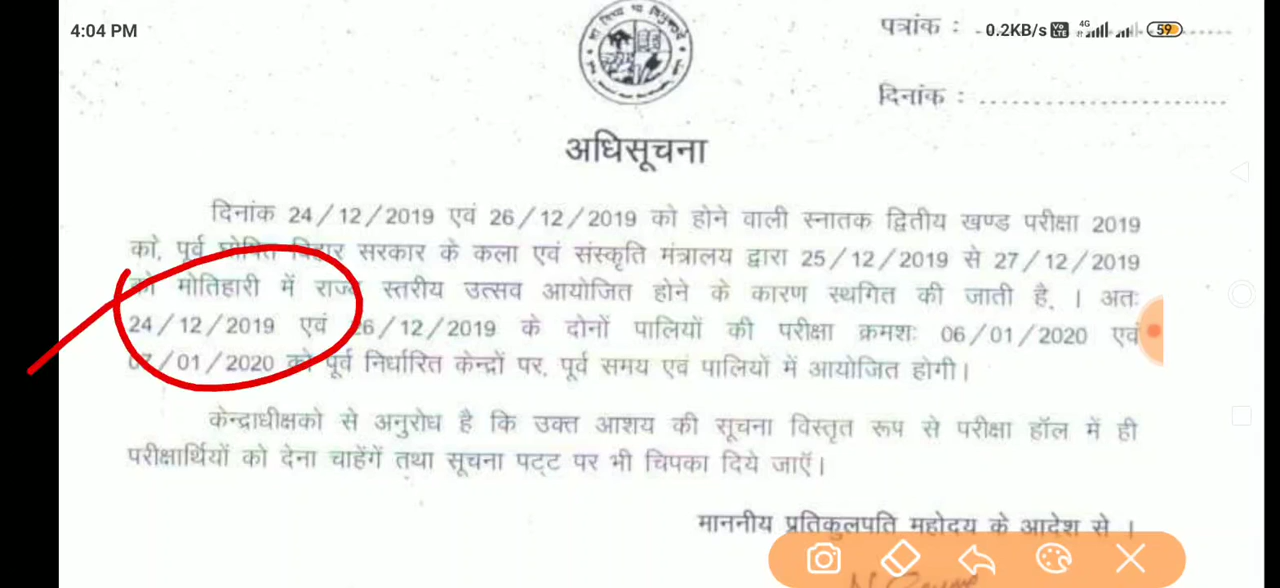 4:04 PM
0.2KB/s 4G 59
पत्रांक :
दिनांक : ........................................
अधिसूचना
दिनांक 24/12/2019 एवं 26/12/2019 को होने वाली स्नातक द्वितीय खण्ड परीक्षा 2019
को, पूर्व घोषित बिहार सरकार के कला एवं संस्कृति मंत्रालय द्वारा 25/12/2019 से 27/12/2019
को मोतिहारी में राज्य स्तरीय उत्सव आयोजित होने के कारण स्थगित की जाती है, । अतः
24/12/2019 एवं 26/12/2019 के दोनों पालियों की परीक्षा क्रमशः 06/01/2020 एवं
07/01/2020 को पूर्व निर्धारित केन्द्रों पर, पूर्व समय एवं पालियों में आयोजित होगी।
केन्द्राधीक्षको से अनुरोध है कि उक्त आशय की सूचना विस्तृत रूप से परीक्षा हॉल में ही
परीक्षार्थियों को देना चाहेंगें तथा सूचना पट्ट पर भी चिपका दिये जाएॅं।
माननीय प्रतिकुलपति महोदय के आदेश से ।